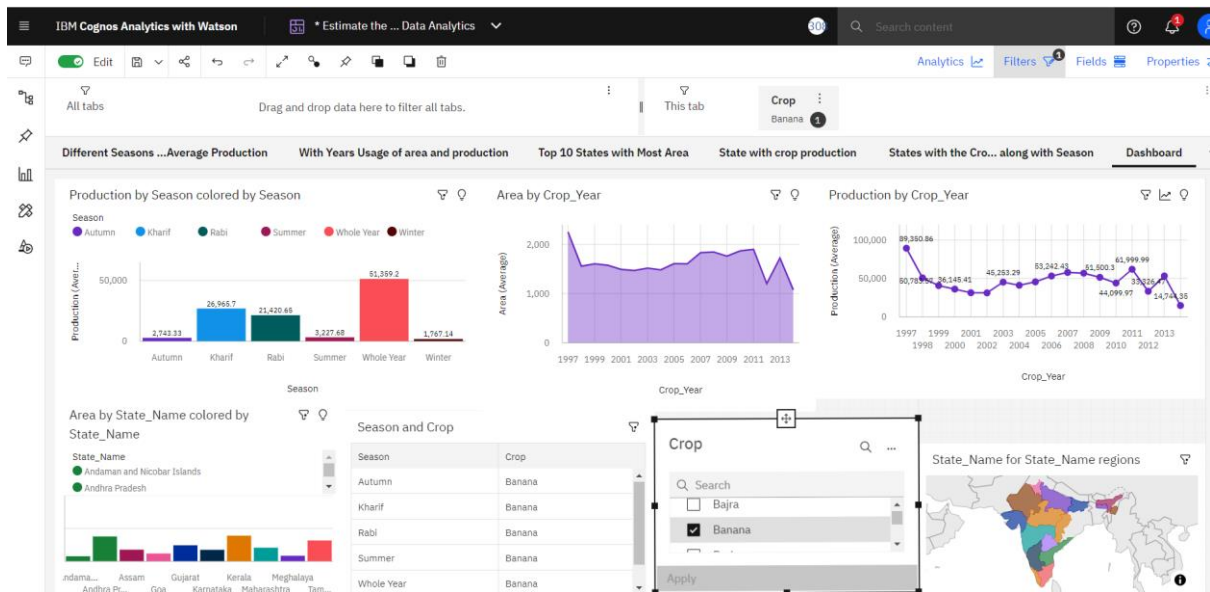 IBM Cognos Analytics with Watson
* Estimate the ... Data Analytics
Search content
1
Edit
Analytics
Filters
1
Fields
Properties
All tabs
Drag and drop data here to filter all tabs.
This tab
Crop
Banana 1
Different Seasons ...Average Production
With Years Usage of area and production
Top 10 States with Most Area
State with crop production
States with the Cro... along with Season
Dashboard
Production by Season colored by Season
Season
Autumn Kharif Rabi Summer Whole Year Winter
Production (Aver...
50,000
0
2,743.33
26,965.7
21,420.65
3,227.68
51,359.2
1,767.14
Autumn Kharif Rabi Summer Whole Year Winter
Season
Area by Crop_Year
Area (Average)
2,000
1,000
0
1997 1999 2001 2003 2005 2007 2009 2011 2013
Crop_Year
Production by Crop_Year
Production (Average)
100,000
50,000
0
89,350.86
36,145.41
45,253.29
53,242.43
51,500.3
44,099.97
61,999.99
14,744.35
1997 1999 2001 2003 2005 2007 2009 2011 2013
1998 2000 2002 2004 2006 2008 2010 2012
Crop_Year
Area by State_Name colored by
State_Name
State_Name
Andaman and Nicobar Islands
Andhra Pradesh
.ndama... Assam Gujarat Kerala Meghalaya
Andhra Pr... Goa Karnataka Maharashtra Tam...
Season and Crop
Season Crop
Autumn Banana
Kharif Banana
Rabi Banana
Summer Banana
Whole Year Banana
Crop
Search
Bajra
Banana
Apply
State_Name for State_Name regions